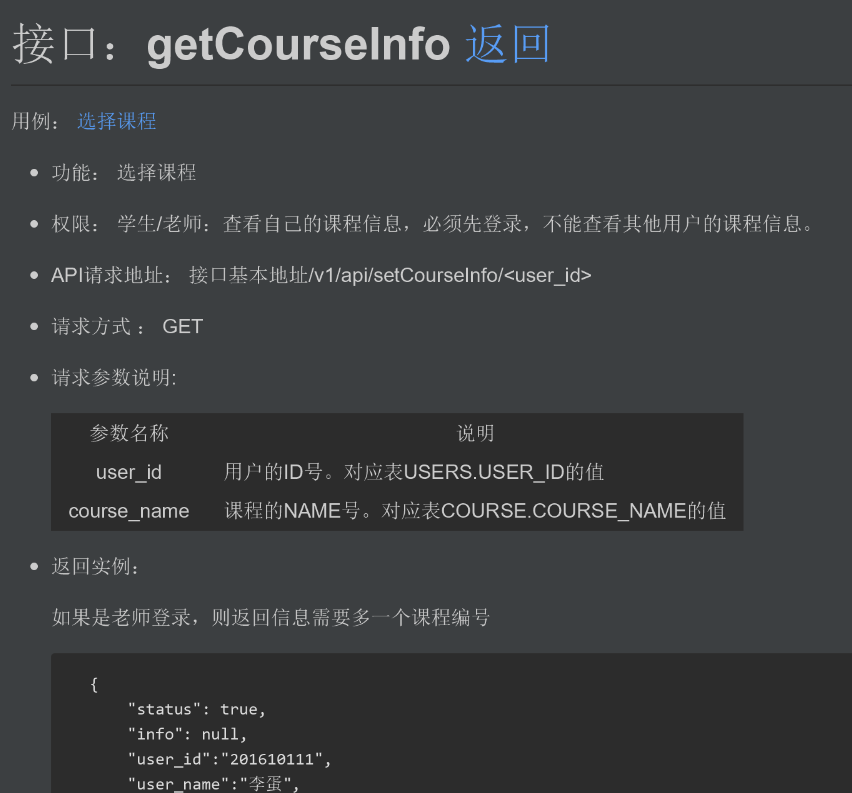 接口：getCourseInfo 返回
用例： 选择课程
功能： 选择课程
权限： 学生/老师：查看自己的课程信息，必须先登录，不能查看其他用户的课程信息。
API请求地址： 接口基本地址/v1/api/setCourseInfo/<user_id>
请求方式 ： GET
请求参数说明:
参数名称 说明
user_id 用户的ID号。对应表USERS.USER_ID的值
course_name 课程的NAME号。对应表COURSE.COURSE_NAME的值
返回实例：
如果是老师登录，则返回信息需要多一个课程编号
{
"status": true,
"info": null,
"user_id":"201610111",
"user_name":"李蛋",